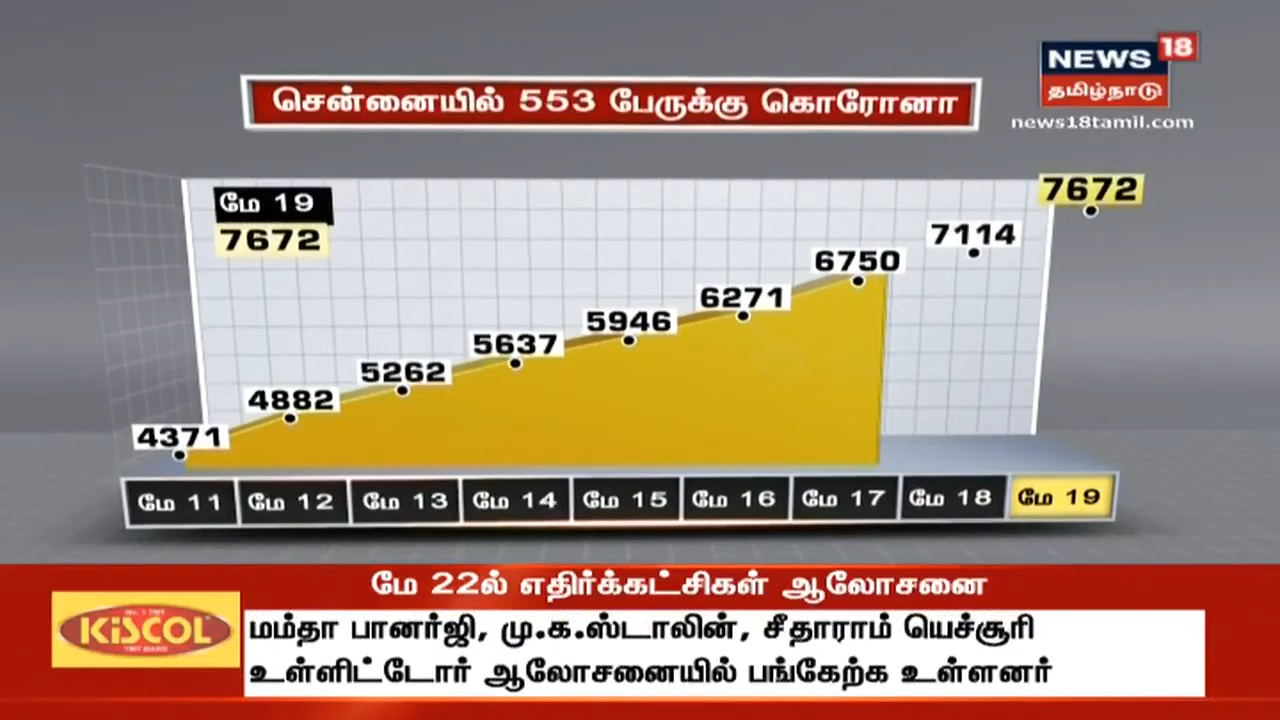 NEWS 18
தமிழ்நாடு
news18tamil.com
சென்னையில் 553 பேருக்கு கொரோனா
மே 19
7672
4371
4882
5262
5637
5946
6271
6750
7114
7672
மே 11
மே 12
மே 13
மே 14
மே 15
மே 16
மே 17
மே 18
மே 19
மே 22ல் எதிர்க்கட்சிகள் ஆலோசனை
KiSCOL
மம்தா பானர்ஜி, மு.க.ஸ்டாலின், சீதாராம் யெச்சூரி
உள்ளிட்டோர் ஆலோசனையில் பங்கேற்க உள்ளனர்